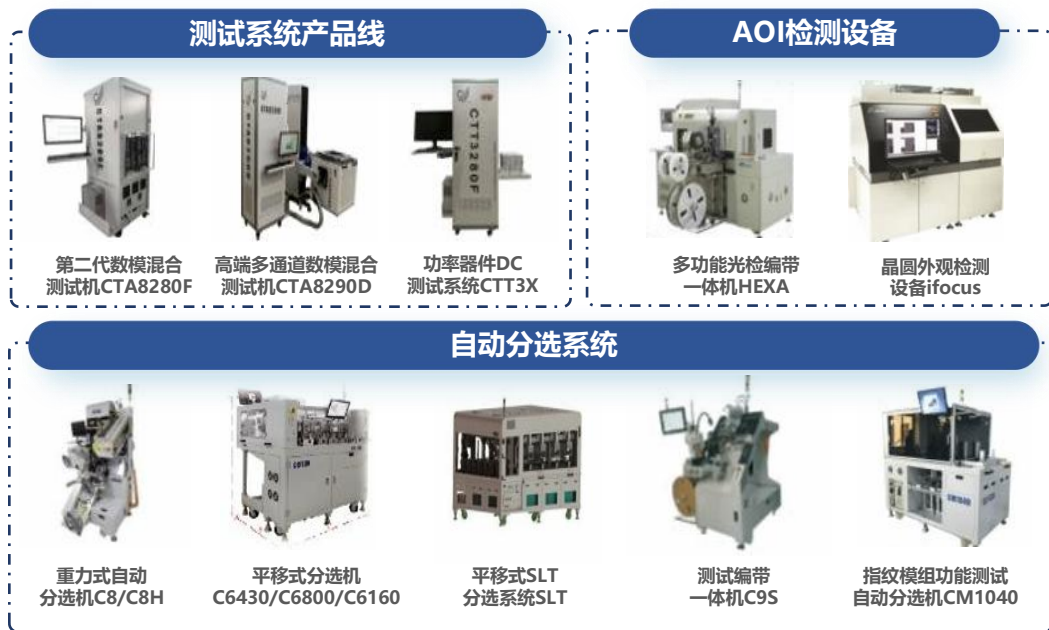 测试系统产品线
CTA8280F
CTA8290D
CTT3280F
第二代数模混合
测试机CTA8280F
高端多通道数模混合
测试机CTA8290D
功率器件DC
测试系统CTT3X
AOI检测设备
多功能光检编带
一体机HEXA
晶圆外观检测
设备ifocus
自动分选系统
重力式自动
分选机C8/C8H
平移式分选机
C6430/C6800/C6160
平移式SLT
分选系统SLT
测试编带
一体机C9S
指纹模组功能测试
自动分选机CM1040